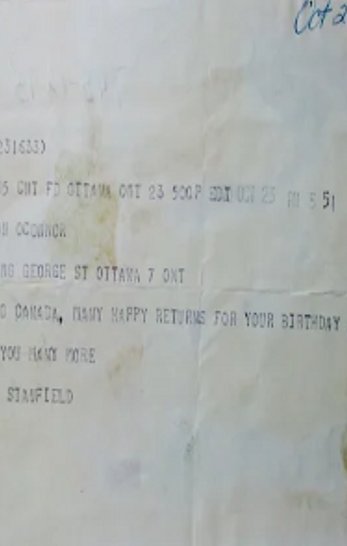 Oct 2
231633)
5 CNT FD OTTAWA ONT 23 500P EDT OCT 23 PM 5 51
OCONNOR
GEORGE ST OTTAWA 7 ONT
CANADA, MANY HAPPY RETURNS FOR YOUR BIRTHDAY
YOU MANY MORE
STANFIELD